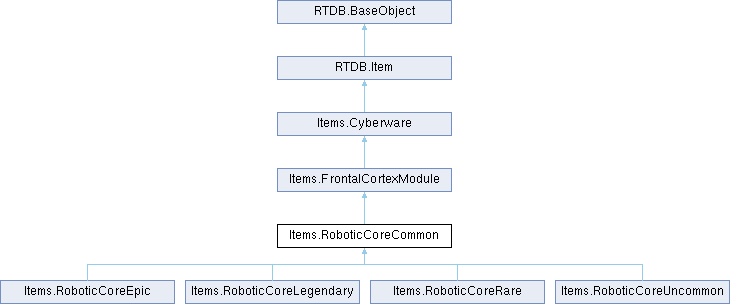 RTDB.BaseObject
RTDB.Item
Items.Cyberware
Items.FrontalCortexModule
Items.RoboticCoreCommon
Items.RoboticCoreEpic
Items.RoboticCoreLegendary
Items.RoboticCoreRare
Items.RoboticCoreUncommon